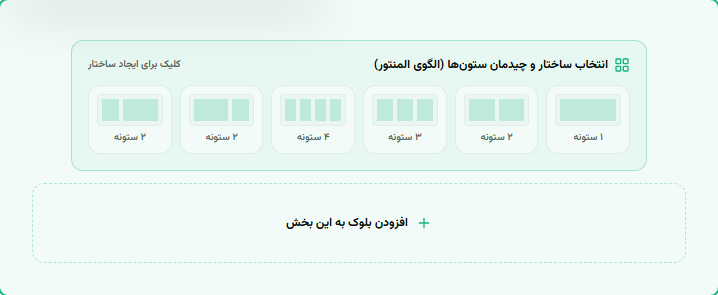 انتخاب ساختار و چیدمان ستون‌ها (الگوی المنتور)
کلیک برای ایجاد ساختار
۱ ستونه
۲ ستونه
۳ ستونه
۴ ستونه
۲ ستونه
۲ ستونه
افزودن بلوک به این بخش